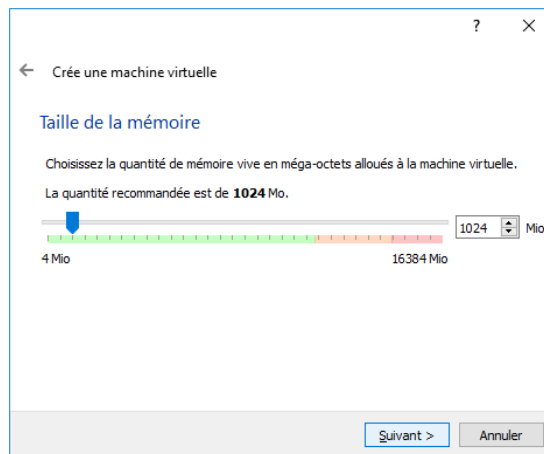 ?
Crée une machine virtuelle
Taille de la mémoire
Choisissez la quantité de mémoire vive en méga-octets alloués à la machine virtuelle.
La quantité recommandée est de 1024 Mo.
1024 Mio
4 Mio 16384 Mio
Suivant > Annuler